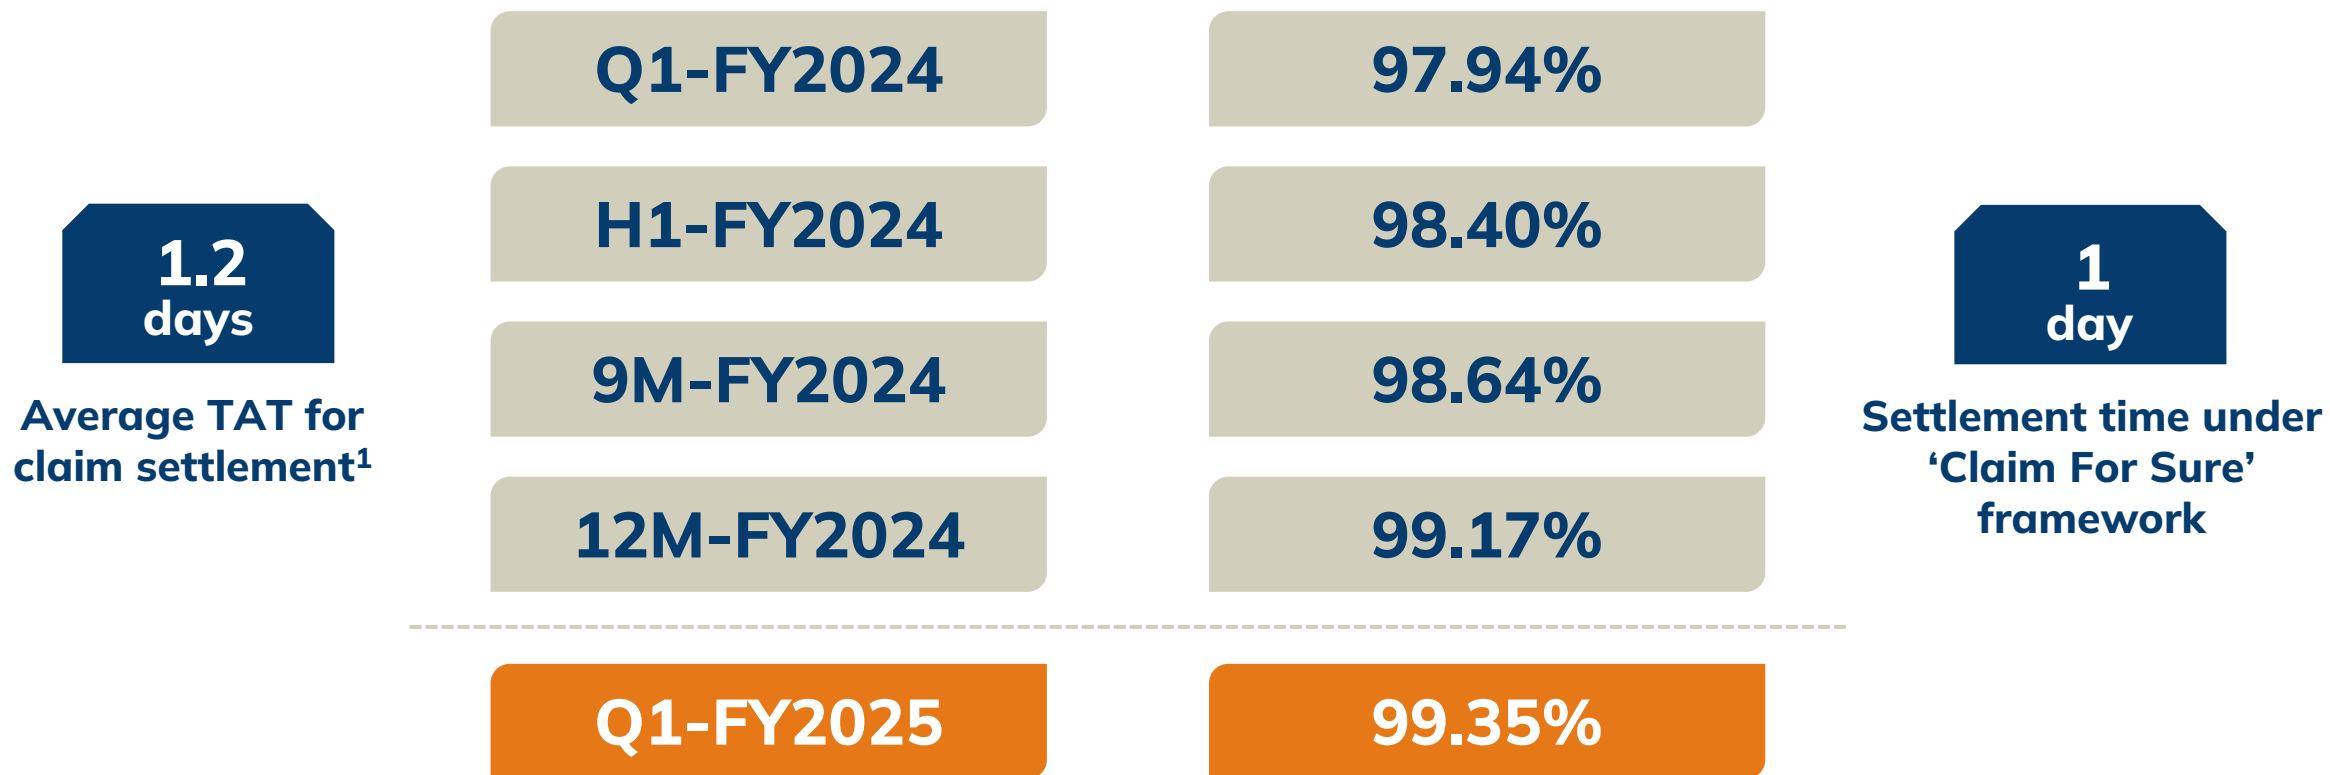 1.2
days
Average TAT for
claim settlement¹
Q1-FY2024 97.94%
H1-FY2024 98.40%
9M-FY2024 98.64%
12M-FY2024 99.17%
Q1-FY2025 99.35%
1
day
Settlement time under
‘Claim For Sure’
framework